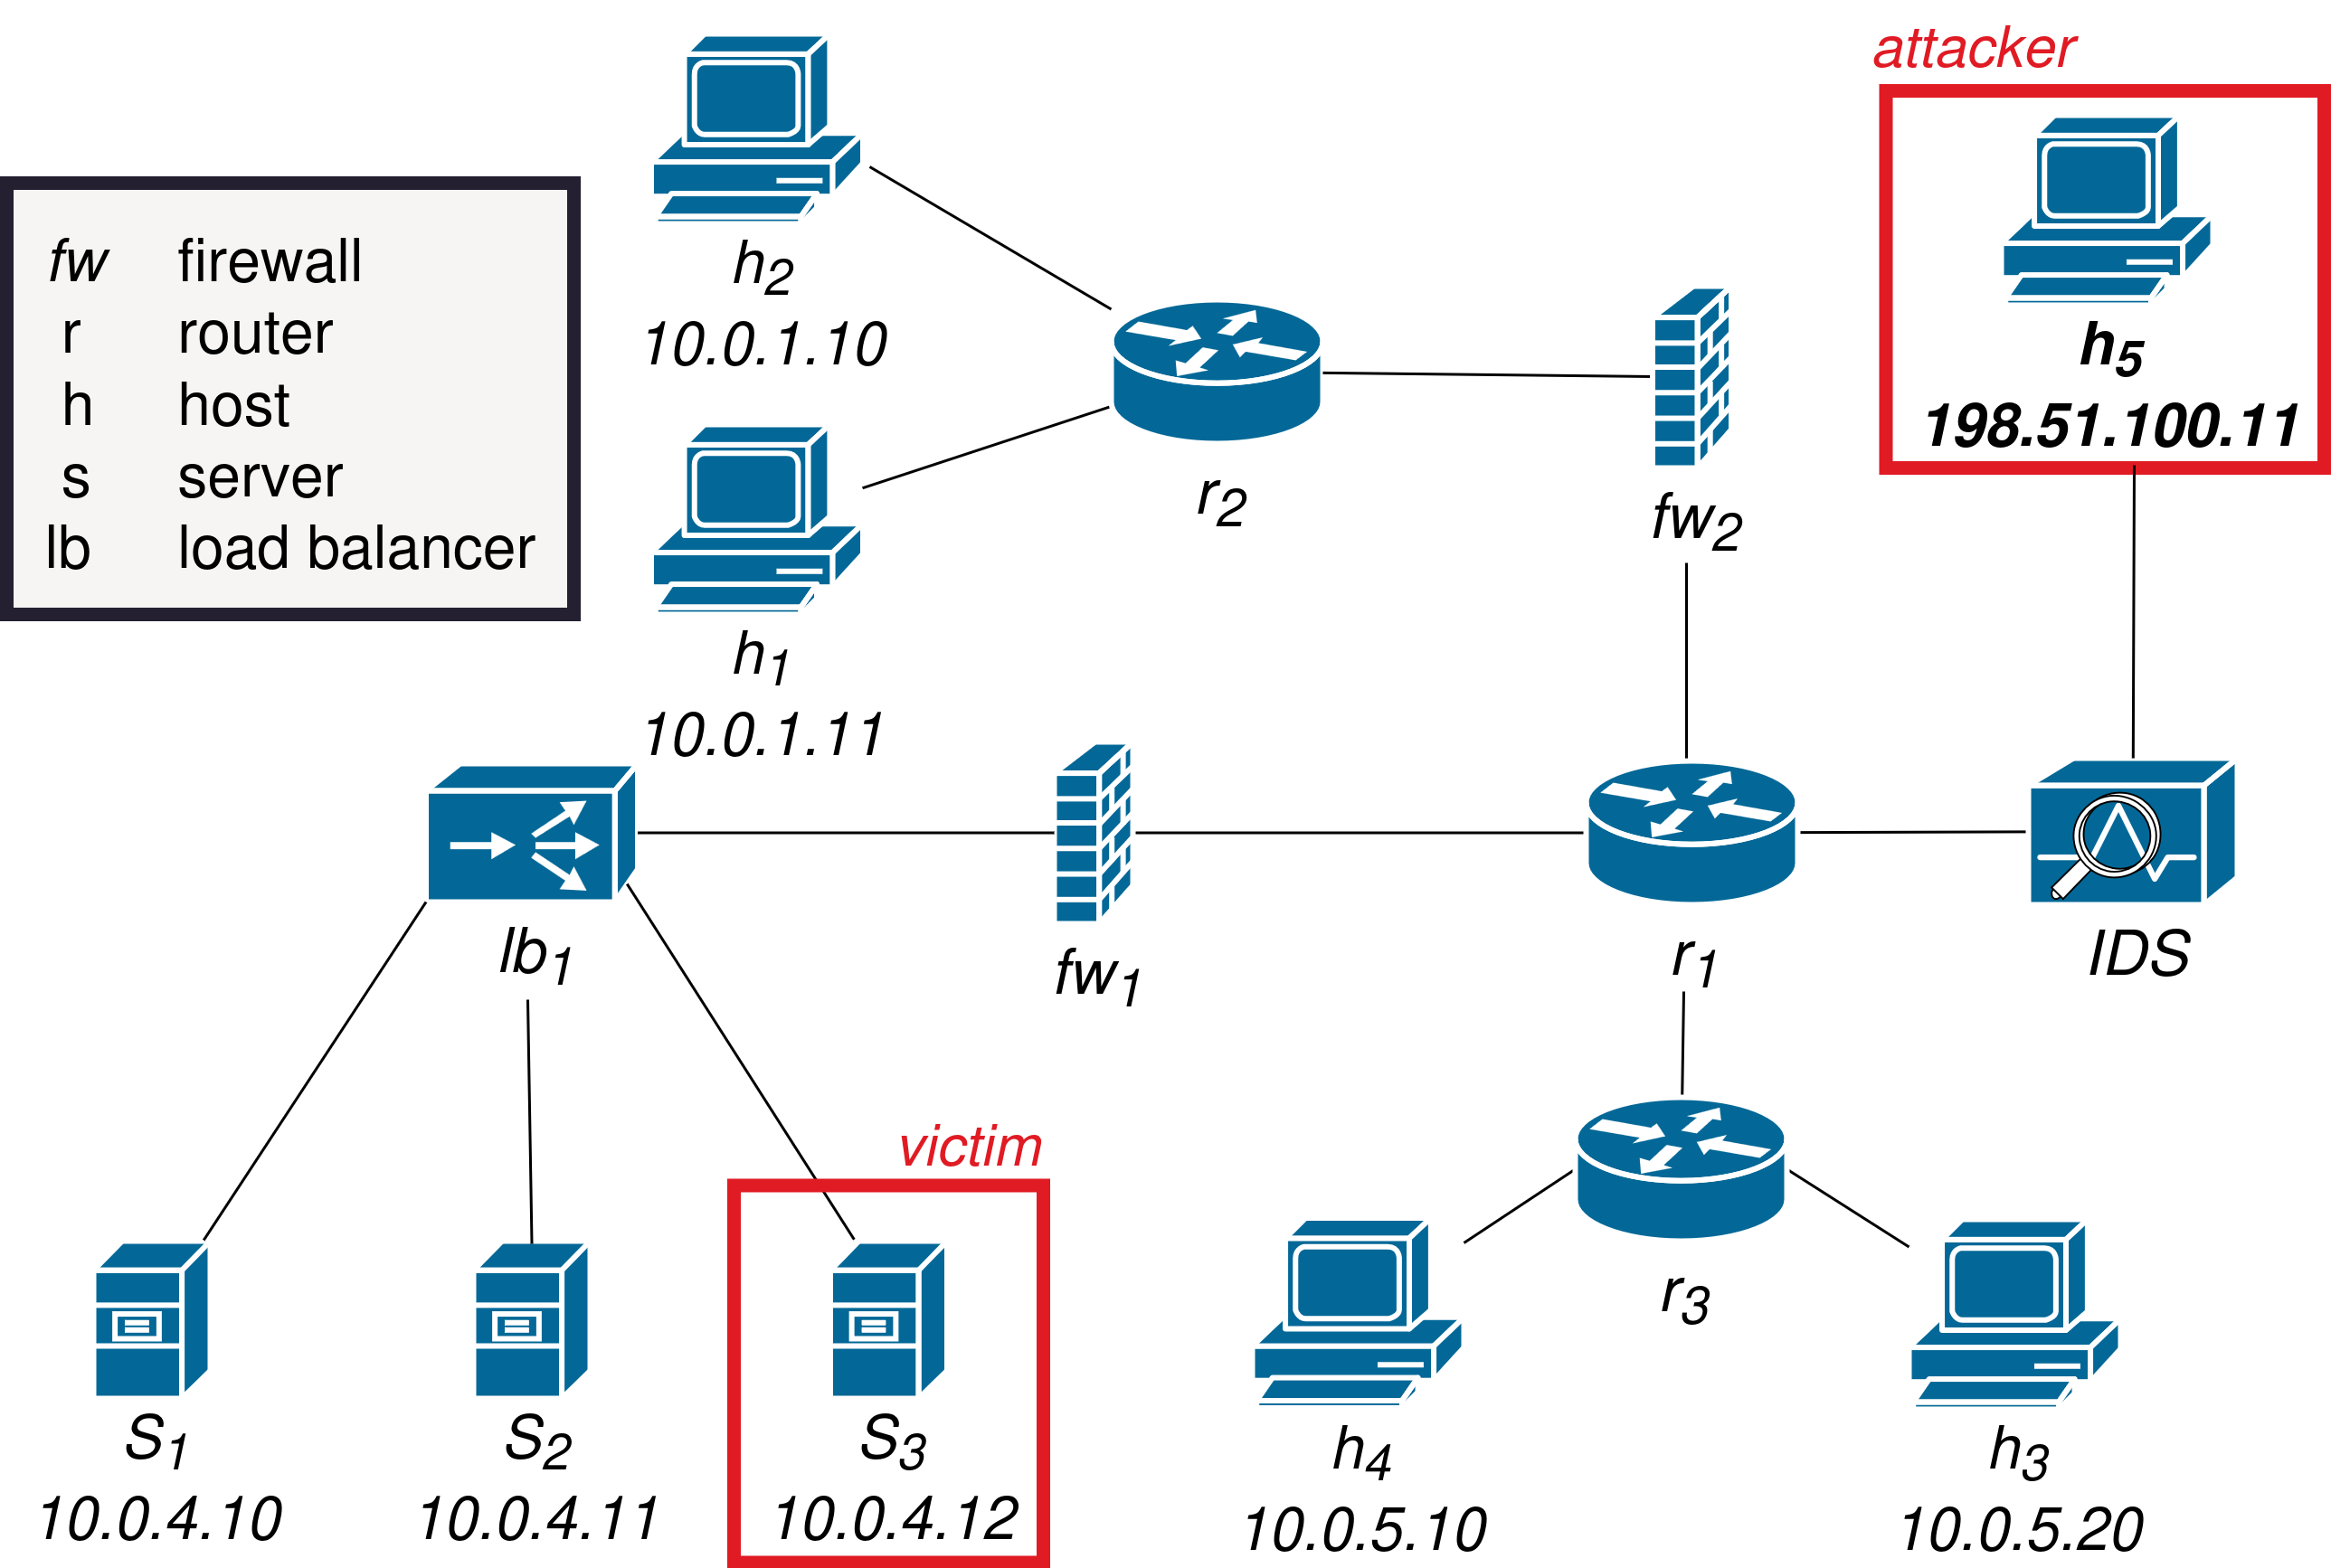 attacker
fw firewall
r router
h host
s server
lb load balancer
h2
10.0.1.10
h5
198.51.100.11
r2
fw2
h1
10.0.1.11
lb1
fw1
r1
IDS
victim
r3
S1
10.0.4.10
S2
10.0.4.11
S3
10.0.4.12
h4
10.0.5.10
h3
10.0.5.20